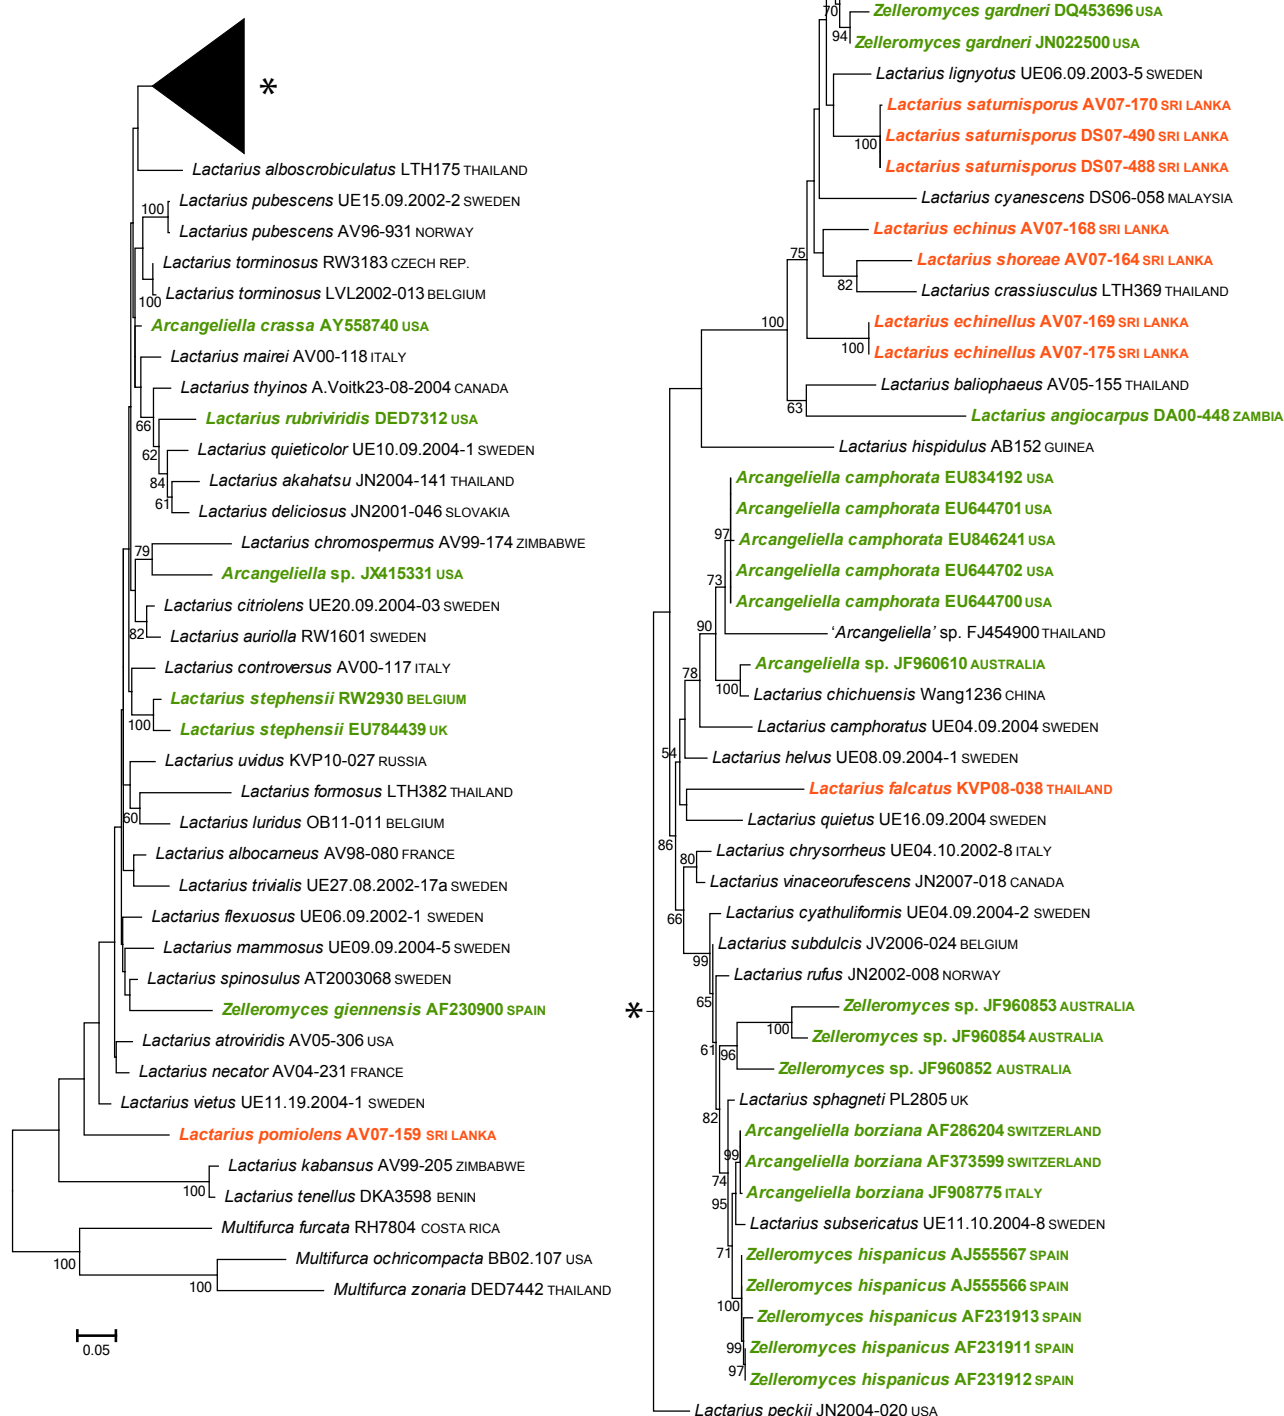 *
Lactarius alboscrobiculatus LTH175 THAILAND
Lactarius pubescens UE15.09.2002-2 SWEDEN
100
Lactarius pubescens AV96-931 NORWAY
Lactarius torminosus RW3183 CZECH REP.
Lactarius torminosus LVL2002-013 BELGIUM
100
Arcangeliella crassa AY558740 USA
Lactarius mairei AV00-118 ITALY
Lactarius thyinos A.Voitk23-08-2004 CANADA
Lactarius rubriviridis DED7312 USA
66
Lactarius quieticolor UE10.09.2004-1 SWEDEN
62
Lactarius akahatsu JN2004-141 THAILAND
84
61
Lactarius deliciosus JN2001-046 SLOVAKIA
Lactarius chromospermus AV99-174 ZIMBABWE
79
Arcangeliella sp. JX415331 USA
Lactarius citriolens UE20.09.2004-03 SWEDEN
82
Lactarius auriolla RW1601 SWEDEN
Lactarius controversus AV00-117 ITALY
Lactarius stephensii RW2930 BELGIUM
100
Lactarius stephensii EU784439 UK
Lactarius uvidus KVP10-027 RUSSIA
Lactarius formosus LTH382 THAILAND
60
Lactarius luridus OB11-011 BELGIUM
Lactarius albocarneus AV98-080 FRANCE
Lactarius trivialis UE27.08.2002-17a SWEDEN
Lactarius flexuosus UE06.09.2002-1 SWEDEN
Lactarius mammosus UE09.09.2004-5 SWEDEN
Lactarius spinosulus AT2003068 SWEDEN
Zelleromyces giennensis AF230900 SPAIN
Lactarius atroviridis AV05-306 USA
Lactarius necator AV04-231 FRANCE
Lactarius vietus UE11.19.2004-1 SWEDEN
Lactarius pomiolens AV07-159 SRI LANKA
Lactarius kabansus AV99-205 ZIMBABWE
100
Lactarius tenellus DKA3598 BENIN
Multifurca furcata RH7804 COSTA RICA
100
Multifurca ochricompacta BB02.107 USA
100
Multifurca zonaria DED7442 THAILAND
0.05
70
Zelleromyces gardneri DQ453696 USA
94
Zelleromyces gardneri JN022500 USA
Lactarius lignyotus UE06.09.2003-5 SWEDEN
Lactarius saturnisporus AV07-170 SRI LANKA
100
Lactarius saturnisporus DS07-490 SRI LANKA
Lactarius saturnisporus DS07-488 SRI LANKA
Lactarius cyanescens DS06-058 MALAYSIA
Lactarius echinus AV07-168 SRI LANKA
75
Lactarius shoreae AV07-164 SRI LANKA
82
Lactarius crassiusculus LTH369 THAILAND
100
Lactarius echinellus AV07-169 SRI LANKA
100
Lactarius echinellus AV07-175 SRI LANKA
Lactarius baliophaeus AV05-155 THAILAND
63
Lactarius angiocarpus DA00-448 ZAMBIA
Lactarius hispidulus AB152 GUINEA
Arcangeliella camphorata EU834192 USA
Arcangeliella camphorata EU644701 USA
97
Arcangeliella camphorata EU846241 USA
Arcangeliella camphorata EU644702 USA
73
Arcangeliella camphorata EU644700 USA
90
'Arcangeliella' sp. FJ454900 THAILAND
Arcangeliella sp. JF960610 AUSTRALIA
78
100
Lactarius chichuensis Wang1236 CHINA
Lactarius camphoratus UE04.09.2004 SWEDEN
54
Lactarius helvus UE08.09.2004-1 SWEDEN
Lactarius falcatus KVP08-038 THAILAND
Lactarius quietus UE16.09.2004 SWEDEN
86
Lactarius chrysorrheus UE04.10.2002-8 ITALY
80
Lactarius vinaceorufescens JN2007-018 CANADA
66
Lactarius cyathuliformis UE04.09.2004-2 SWEDEN
Lactarius subdulcis JV2006-024 BELGIUM
99
Lactarius rufus JN2002-008 NORWAY
65
*
Zelleromyces sp. JF960853 AUSTRALIA
100
Zelleromyces sp. JF960854 AUSTRALIA
61
96
Zelleromyces sp. JF960852 AUSTRALIA
Lactarius sphagneti PL2805 UK
82
Arcangeliella borziana AF286204 SWITZERLAND
99
Arcangeliella borziana AF373599 SWITZERLAND
74
Arcangeliella borziana JF908775 ITALY
95
Lactarius subsericatus UE11.10.2004-8 SWEDEN
71
Zelleromyces hispanicus AJ555567 SPAIN
Zelleromyces hispanicus AJ555566 SPAIN
100
Zelleromyces hispanicus AF231913 SPAIN
99
Zelleromyces hispanicus AF231911 SPAIN
97
Zelleromyces hispanicus AF231912 SPAIN
Lactarius peckii JN2004-020 USA